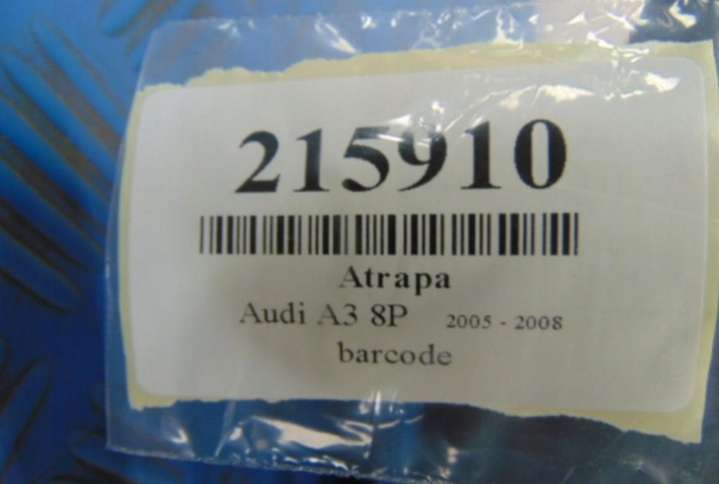 215910
Atrapa
Audi A3 8P 2005 - 2008
barcode